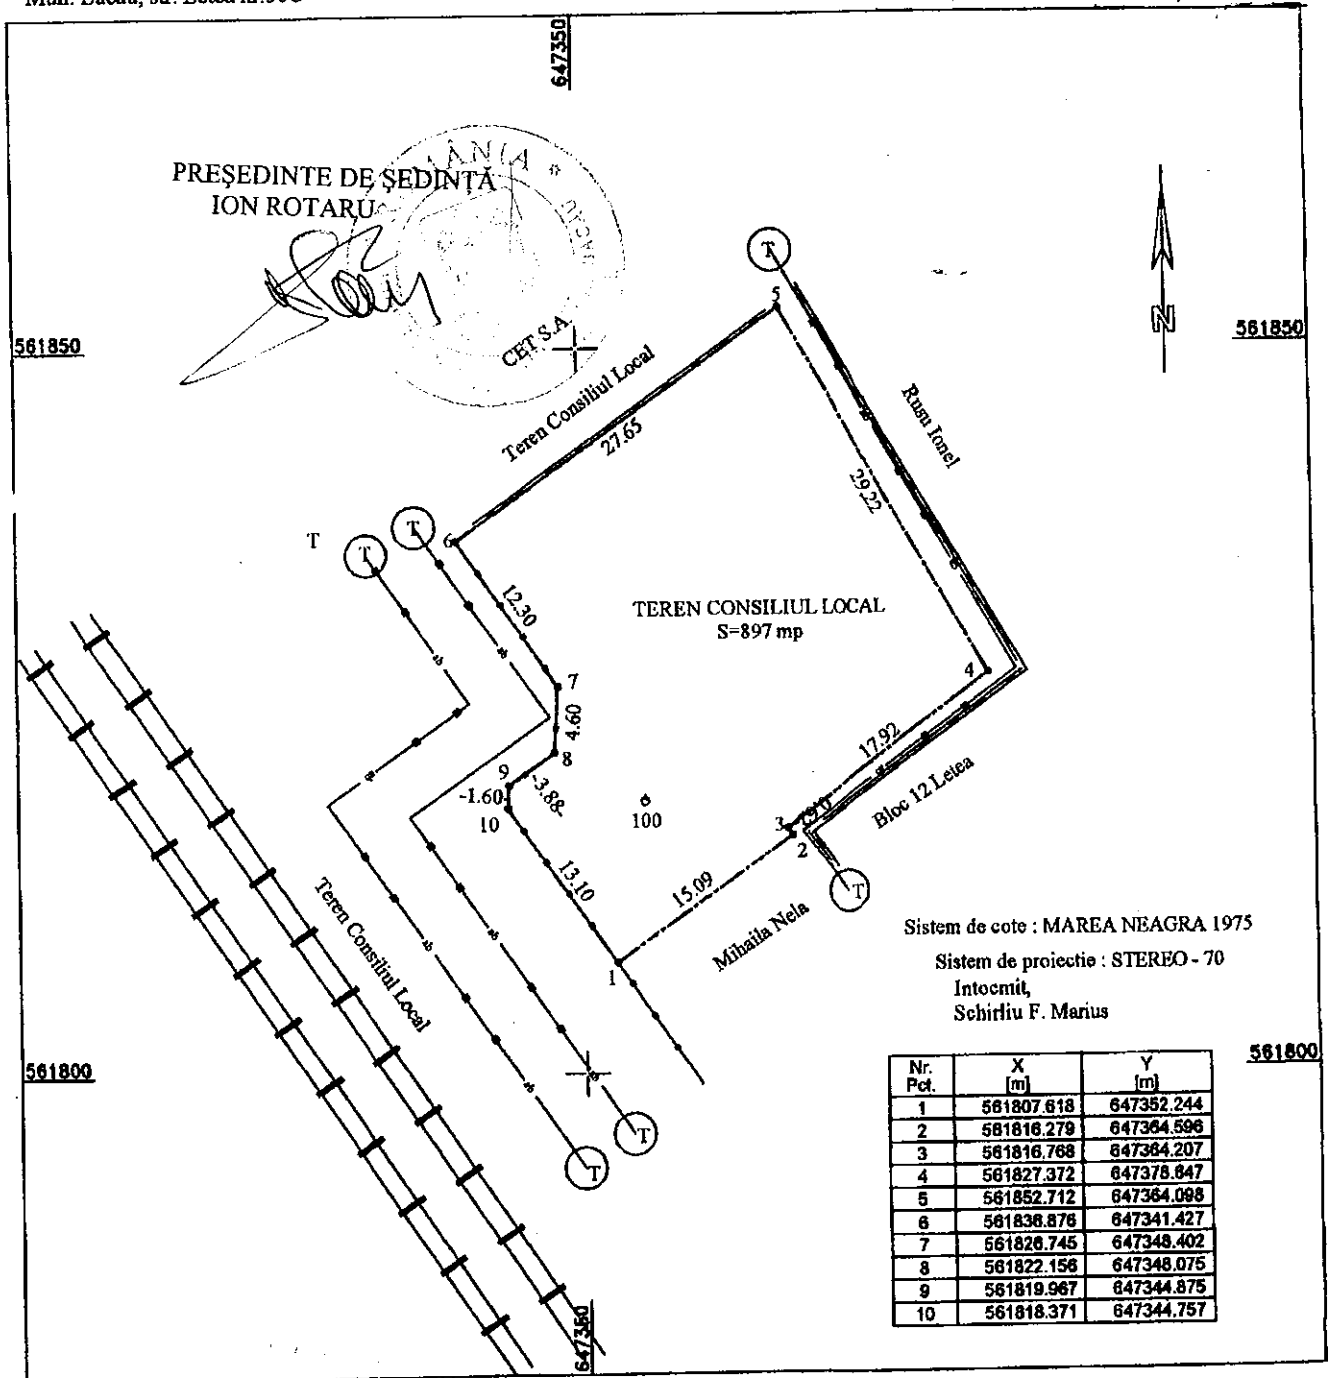 647350
PREŞEDINTE DE ŞEDINŢĂ
ION ROTARU
CET S.A.
T
5
561850
561850
Teren Consiliul Local
27.65
Rusu Ionel
29.22
T
T
T
6
12.30
TEREN CONSILIUL LOCAL
S=897 mp
7
4
4.60
8
17.92
9
-3.88-
-1.60-
10
100
3
2
Bloc 12 Letea
13.10
15.09
T
Mihaila Nela
Teren Consiliul Local
1
Sistem de cote : MAREA NEAGRA 1975
Sistem de proiectie : STEREO - 70
Intocmit,
Schirliu F. Marius
561800
561800
T
T
Nr. Pct. X [m] Y [m]
1 561807.618 647352.244
2 561816.279 647364.596
3 561816.768 647364.207
4 561827.372 647378.647
5 561852.712 647364.098
6 561836.876 647341.427
7 561826.745 647348.402
8 561822.156 647348.075
9 561819.967 647344.875
10 561818.371 647344.757
N